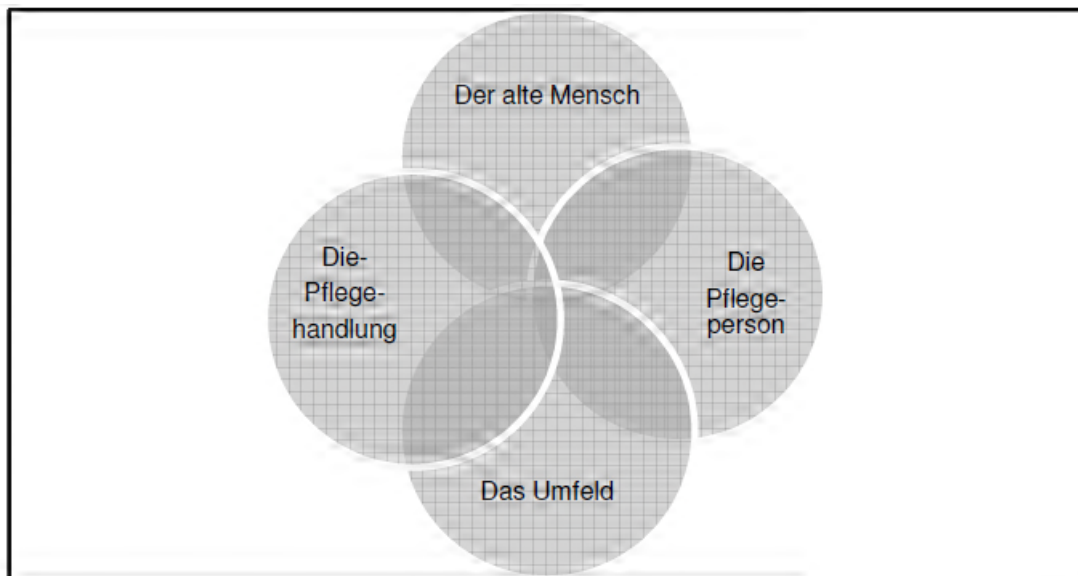 Der alte Mensch
Die-
Pflege-
handlung
Die
Pflege-
person
Das Umfeld